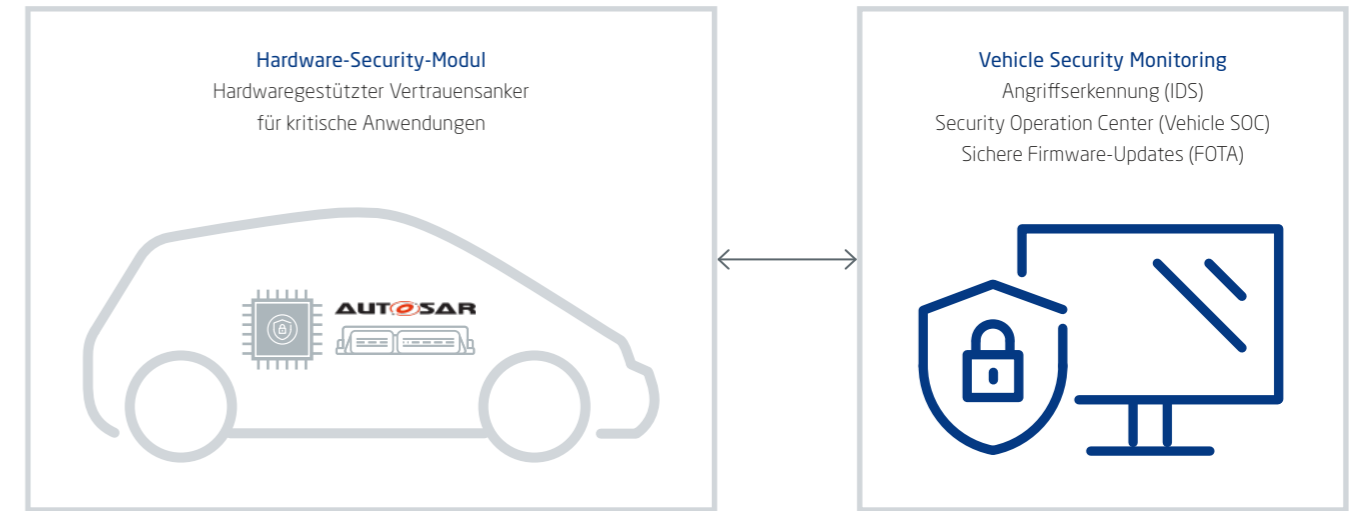 Hardware-Security-Modul
Hardwaregestützter Vertrauensanker
für kritische Anwendungen
AUTOSAR
Vehicle Security Monitoring
Angriffserkennung (IDS)
Security Operation Center (Vehicle SOC)
Sichere Firmware-Updates (FOTA)